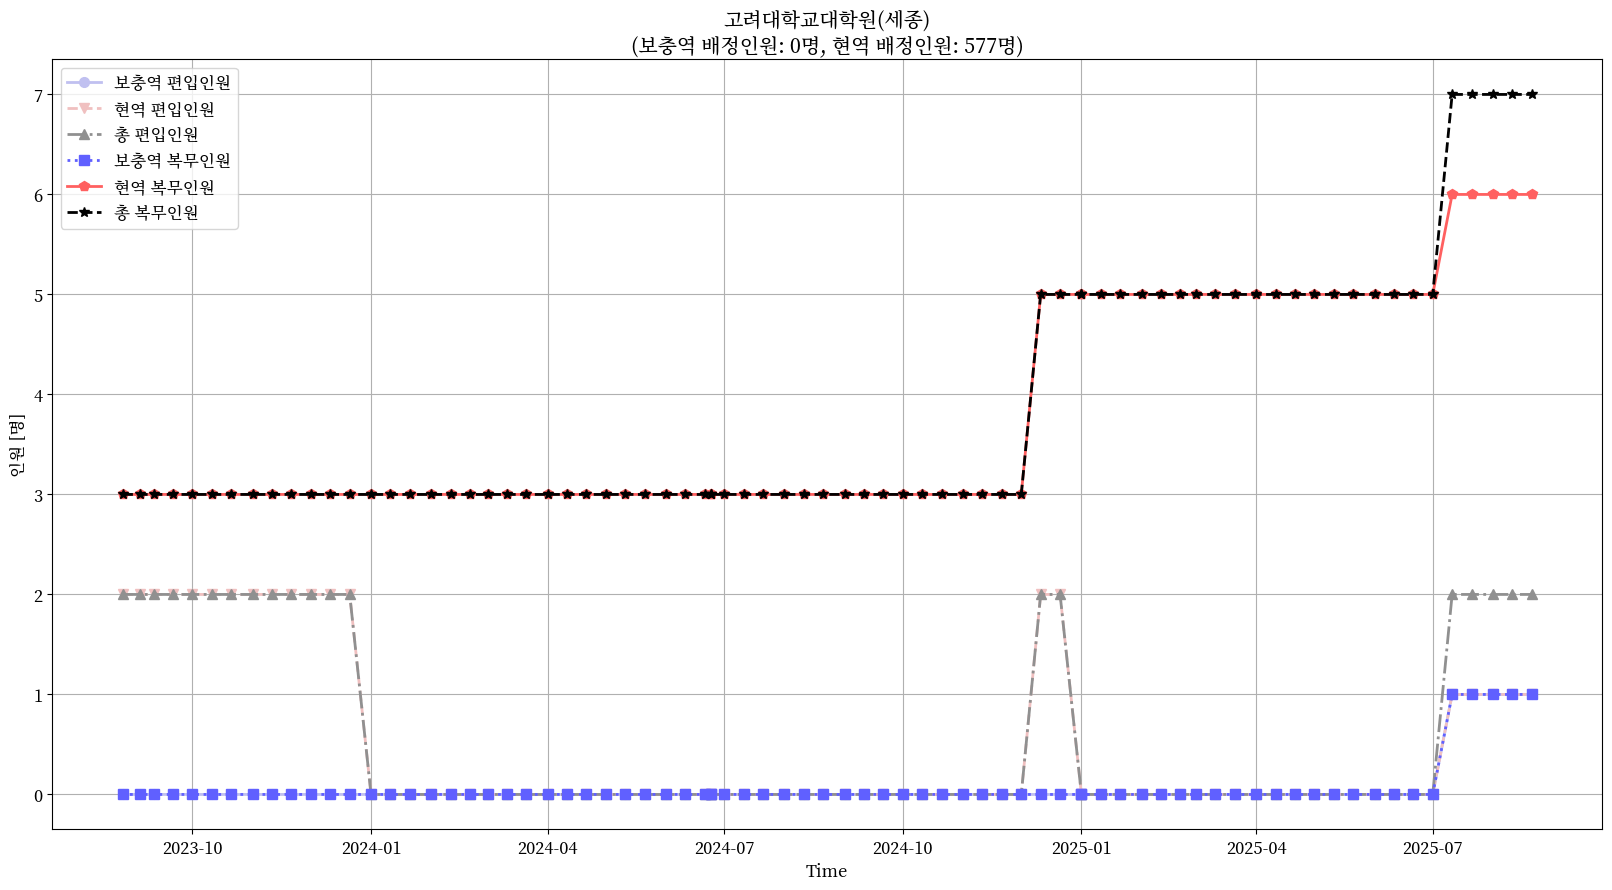 고려대학교대학원(세종)
(보충역 배정인원: 0명, 현역 배정인원: 577명)
보충역 편입인원
현역 편입인원
총 편입인원
보충역 복무인원
현역 복무인원
총 복무인원
인원 [명]
7
6
5
4
3
2
1
0
2023-10
2024-01
2024-04
2024-07
2024-10
2025-01
2025-04
2025-07
Time